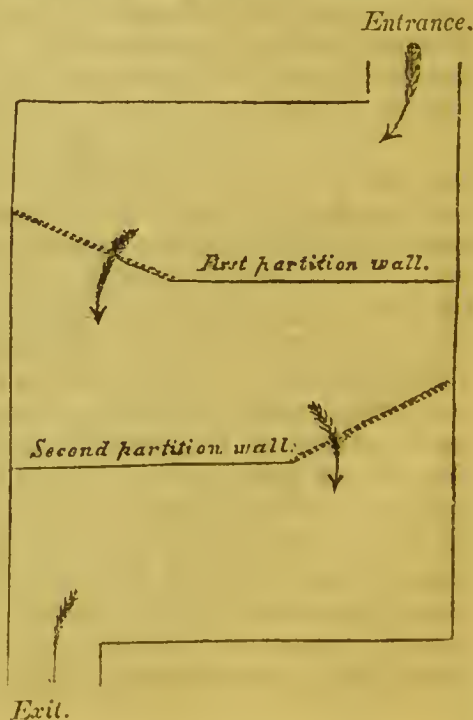 Entrance.
First partition wall.
Second partition wall.
Exit.